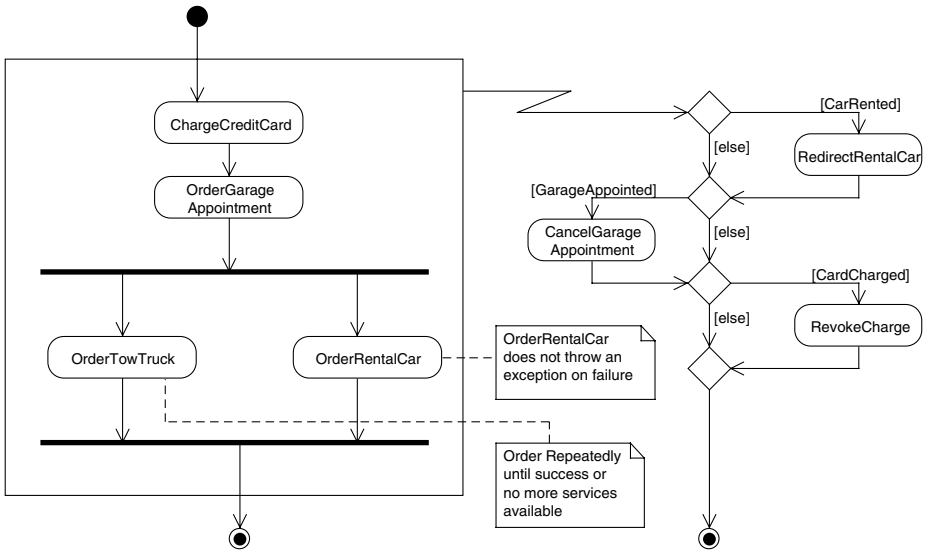 ChargeCreditCard
OrderGarage
Appointment
OrderTowTruck
OrderRentalCar
[CarRented]
[else]
RedirectRentalCar
[GarageAppointed]
CancelGarage
Appointment
[else]
[CardCharged]
[else]
RevokeCharge
OrderRentalCar
does not throw an
exception on failure
Order Repeatedly
until success or
no more services
available